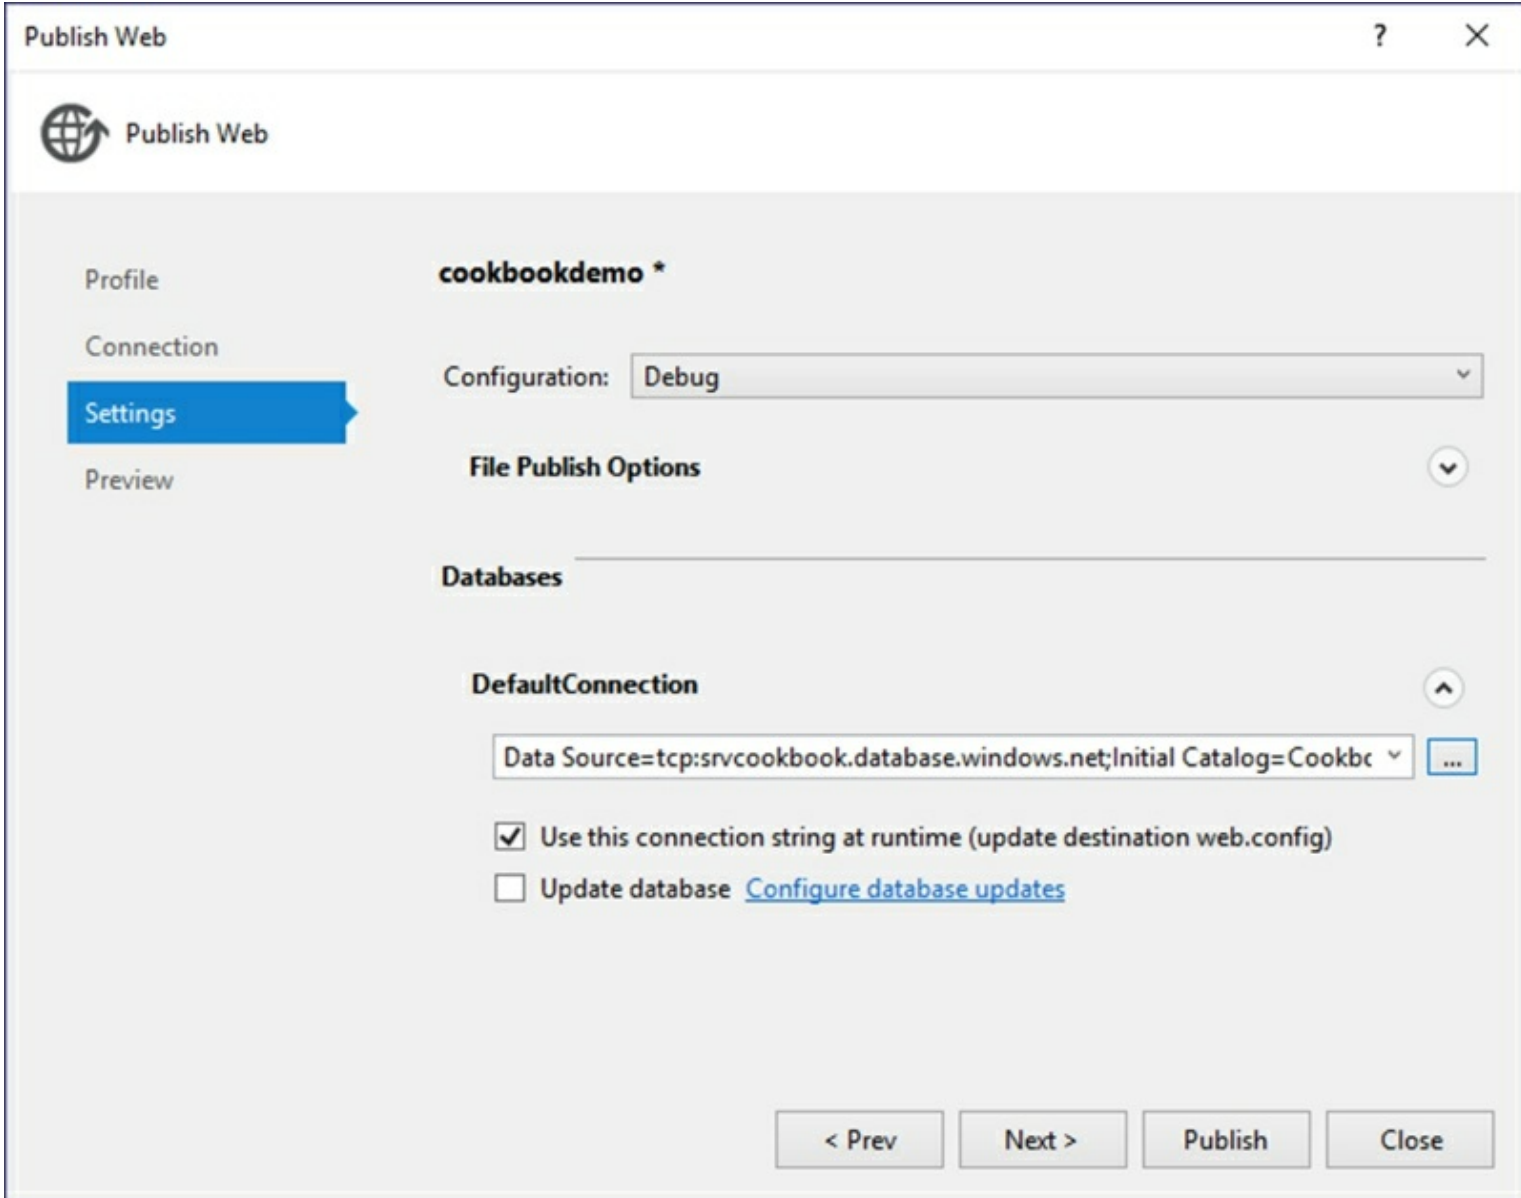 Publish Web
?
Publish Web
Profile
Connection
Settings
Preview
cookbookdemo *
Configuration: Debug
File Publish Options
Databases
DefaultConnection
Data Source=tcp:srvcookbook.database.windows.net;Initial Catalog=Cookbc
...
Use this connection string at runtime (update destination web.config)
Update database Configure database updates
< Prev Next > Publish Close